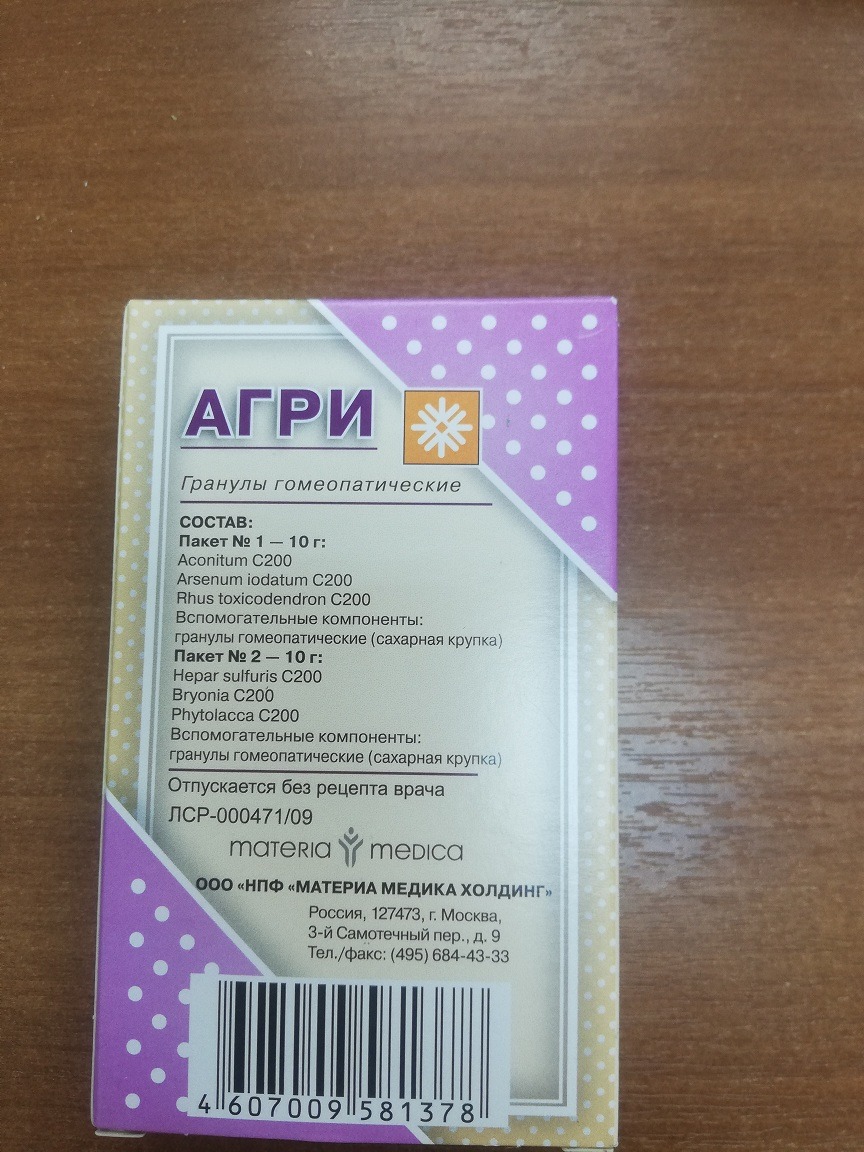 АГРИ
Гранулы гомеопатические
СОСТАВ:
Пакет № 1 — 10 г:
Aconitum C200
Arsenum iodatum C200
Rhus toxicodendron C200
Вспомогательные компоненты:
гранулы гомеопатические (сахарная крупка)
Пакет № 2 — 10 г:
Hepar sulfuris C200
Bryonia C200
Phytolacca C200
Вспомогательные компоненты:
гранулы гомеопатические (сахарная крупка)
Отпускается без рецепта врача
ЛСР-000471/09
materia medica
ООО «НПФ «МАТЕРИА МЕДИКА ХОЛДИНГ»
Россия, 127473, г. Москва,
3-й Самотечный пер., д. 9
Тел./факс: (495) 684-43-33
4 607009 581378